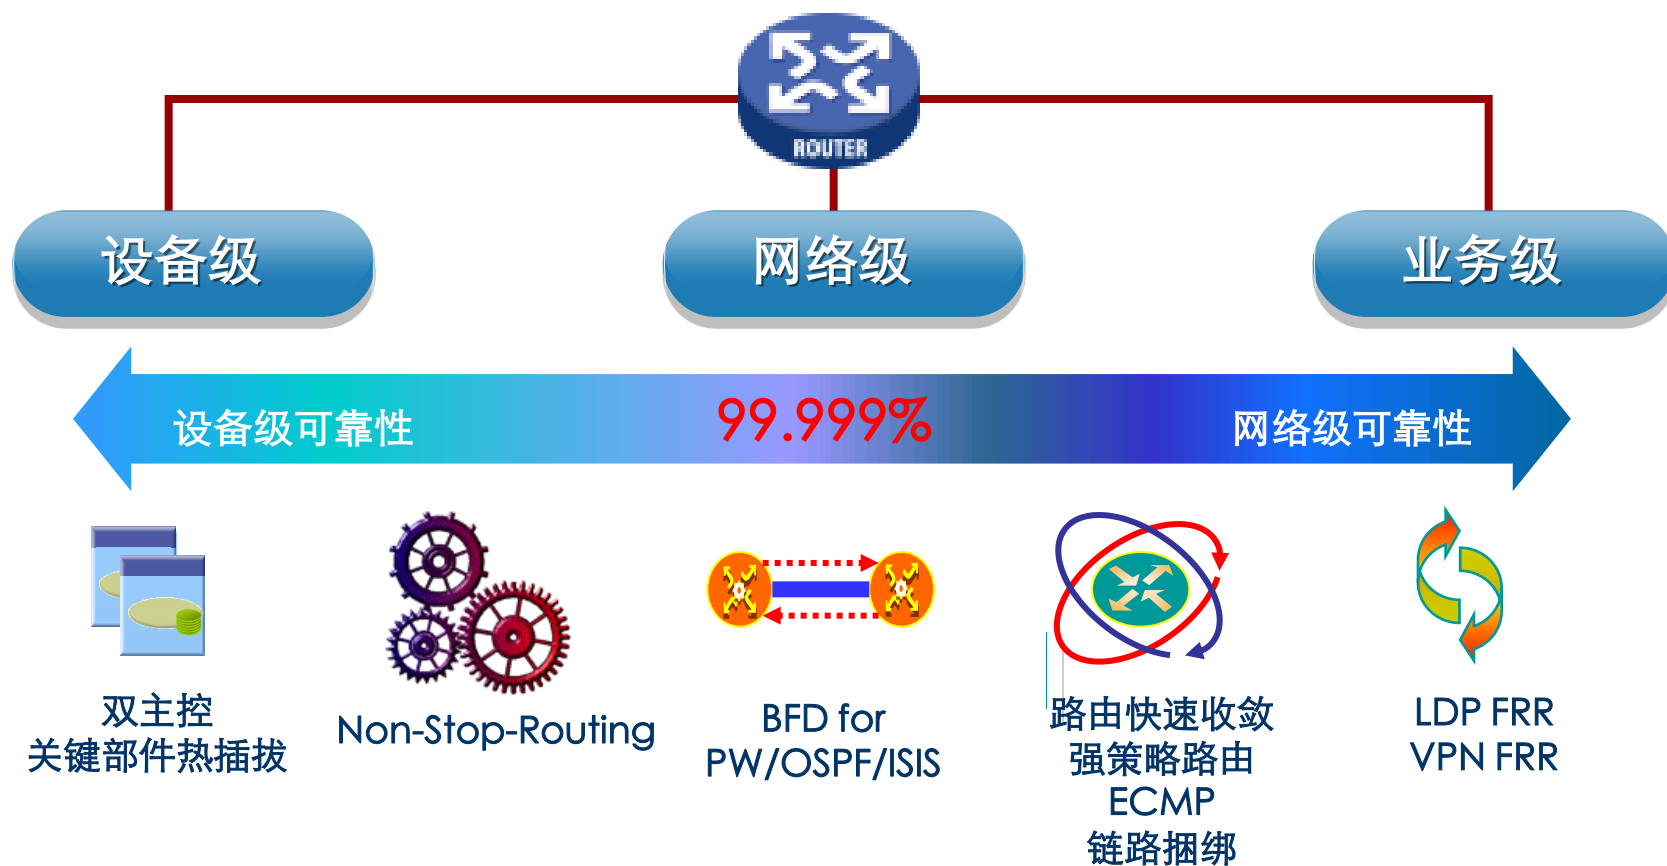 ROUTER
设备级
网络级
业务级
设备级可靠性
99.999%
网络级可靠性
双主控
关键部件热插拔
Non-Stop-Routing
BFD for
PW/OSPF/ISIS
路由快速收敛
强策略路由
ECMP
链路捆绑
LDP FRR
VPN FRR